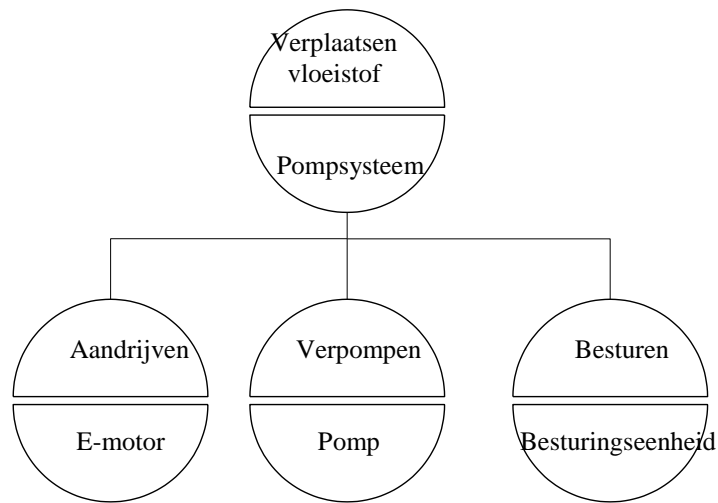 Verplaatsen
vloeistof
Pompsysteem
Aandrijven
Verpompen
Besturen
E-motor
Pomp
Besturingseenheid